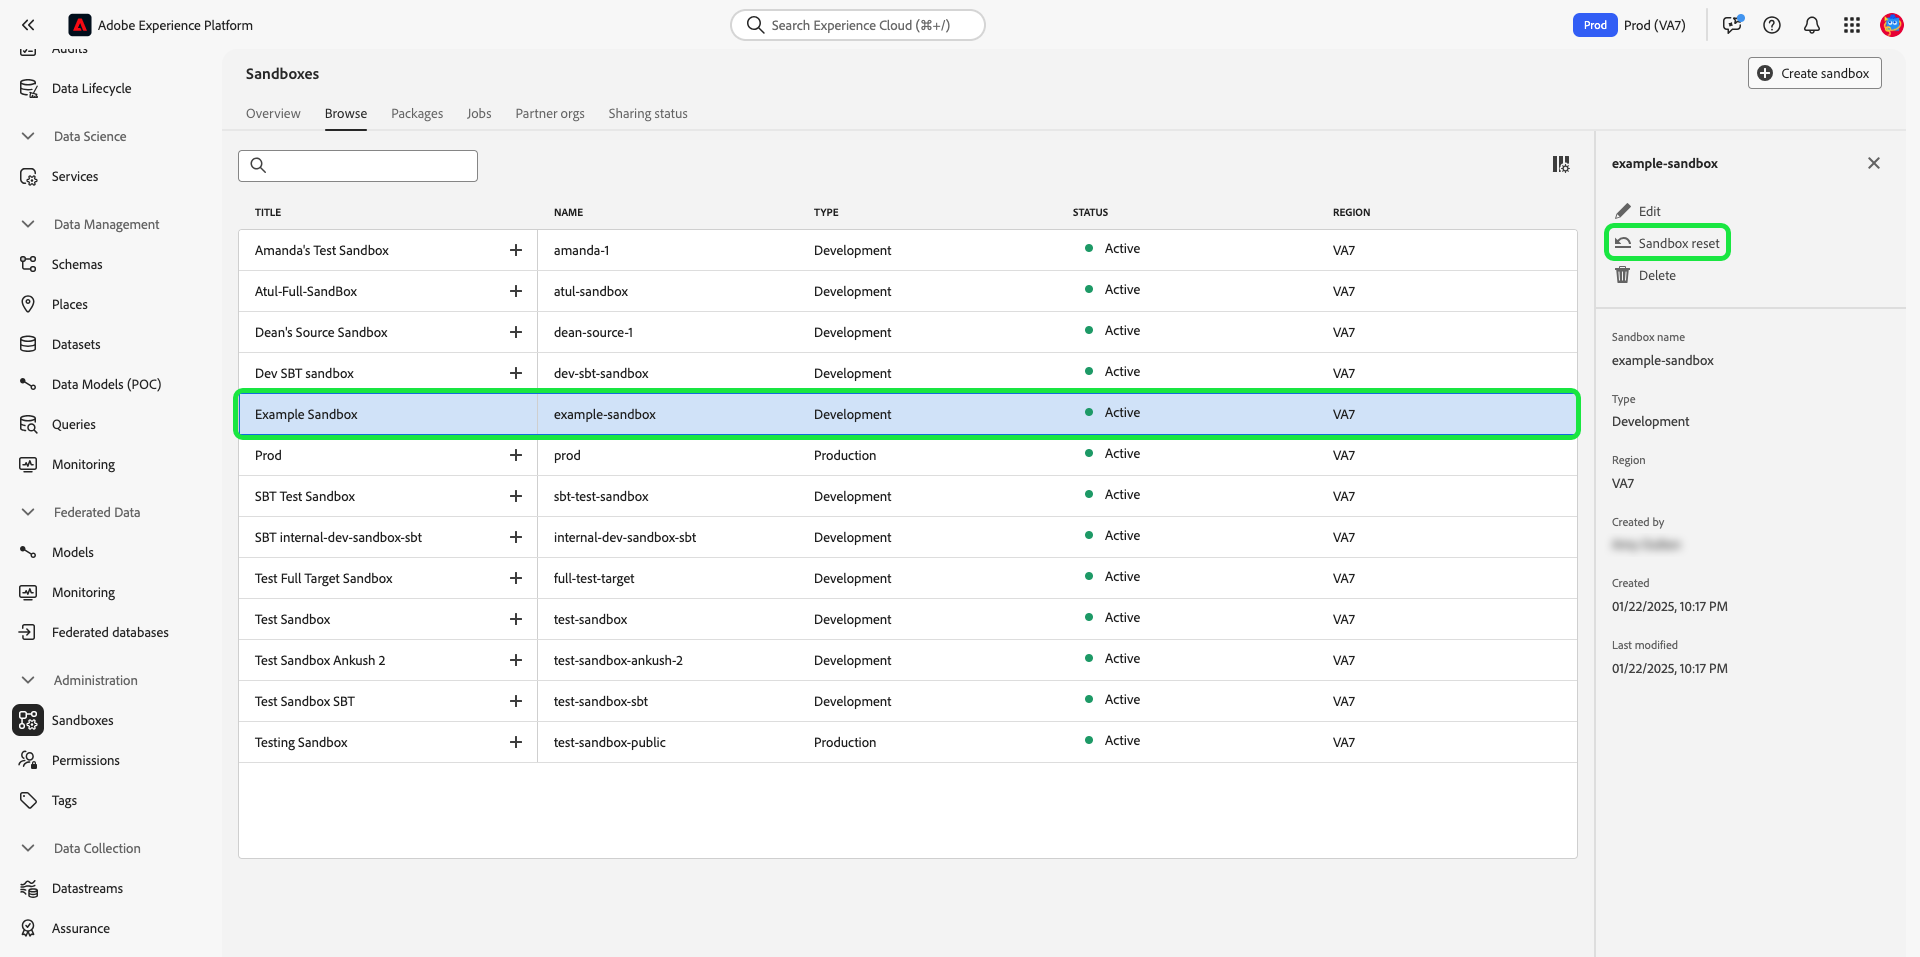 Adobe Experience Platform
Search Experience Cloud (⌘+/)
Prod
Prod (VA7)
Audits
Data Lifecycle
Data Science
Services
Data Management
Schemas
Places
Datasets
Data Models (POC)
Queries
Monitoring
Federated Data
Models
Monitoring
Federated databases
Administration
Sandboxes
Permissions
Tags
Data Collection
Datastreams
Assurance
Sandboxes
Create sandbox
Overview Browse Packages Jobs Partner orgs Sharing status
TITLE NAME TYPE STATUS REGION
Amanda's Test Sandbox amanda-1 Development Active VA7
Atul-Full-SandBox atul-sandbox Development Active VA7
Dean's Source Sandbox dean-source-1 Development Active VA7
Dev SBT sandbox dev-sbt-sandbox Development Active VA7
Example Sandbox example-sandbox Development Active VA7
Prod prod Production Active VA7
SBT Test Sandbox sbt-test-sandbox Development Active VA7
SBT internal-dev-sandbox-sbt internal-dev-sandbox-sbt Development Active VA7
Test Full Target Sandbox full-test-target Development Active VA7
Test Sandbox test-sandbox Development Active VA7
Test Sandbox Ankush 2 test-sandbox-ankush-2 Development Active VA7
Test Sandbox SBT test-sandbox-sbt Development Active VA7
Testing Sandbox test-sandbox-public Production Active VA7
example-sandbox
Edit
Sandbox reset
Delete
Sandbox name
example-sandbox
Type
Development
Region
VA7
Created by
Created
01/22/2025, 10:17 PM
Last modified
01/22/2025, 10:17 PM